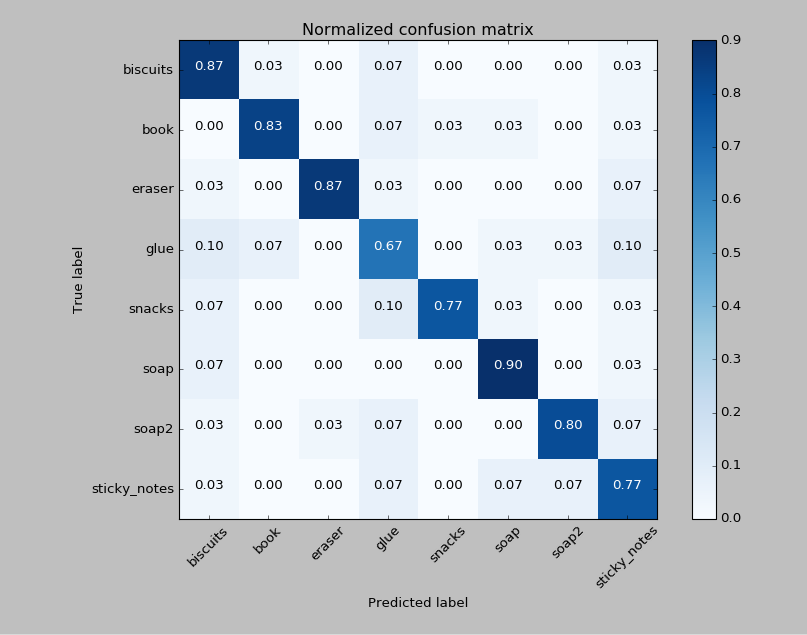 Normalized confusion matrix
biscuits 0.87 0.03 0.00 0.07 0.00 0.00 0.00 0.03
book 0.00 0.83 0.00 0.07 0.03 0.03 0.00 0.03
eraser 0.03 0.00 0.87 0.03 0.00 0.00 0.00 0.07
glue 0.10 0.07 0.00 0.67 0.00 0.03 0.03 0.10
snacks 0.07 0.00 0.00 0.10 0.77 0.03 0.00 0.03
soap 0.07 0.00 0.00 0.00 0.00 0.90 0.00 0.03
soap2 0.03 0.00 0.03 0.07 0.00 0.00 0.80 0.07
sticky_notes 0.03 0.00 0.00 0.07 0.00 0.07 0.07 0.77
biscuits book eraser glue snacks soap soap2 sticky_notes
True label
Predicted label
0.9
0.8
0.7
0.6
0.5
0.4
0.3
0.2
0.1
0.0